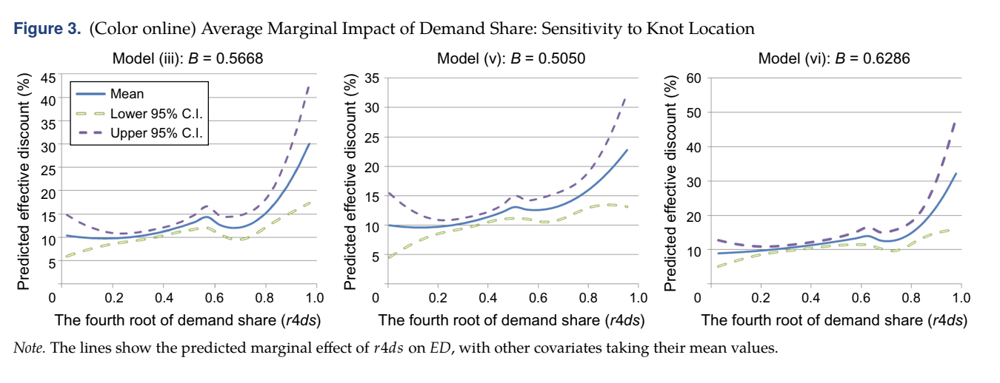 Figure 3. (Color online) Average Marginal Impact of Demand Share: Sensitivity to Knot Location
Model (iii): B = 0.5668
Predicted effective discount (%)
45
40
35
30
25
20
15
10
5
Mean
Lower 95% C.I.
Upper 95% C.I.
0 0.2 0.4 0.6 0.8 1.0
The fourth root of demand share (r4ds)
Model (v): B = 0.5050
Predicted effective discount (%)
35
30
25
20
15
10
5
0 0.2 0.4 0.6 0.8 1.0
The fourth root of demand share (r4ds)
Model (vi): B = 0.6286
Predicted effective discount (%)
60
50
40
30
20
10
0 0.2 0.4 0.6 0.8 1.0
The fourth root of demand share (r4ds)
Note. The lines show the predicted marginal effect of r4ds on ED, with other covariates taking their mean values.